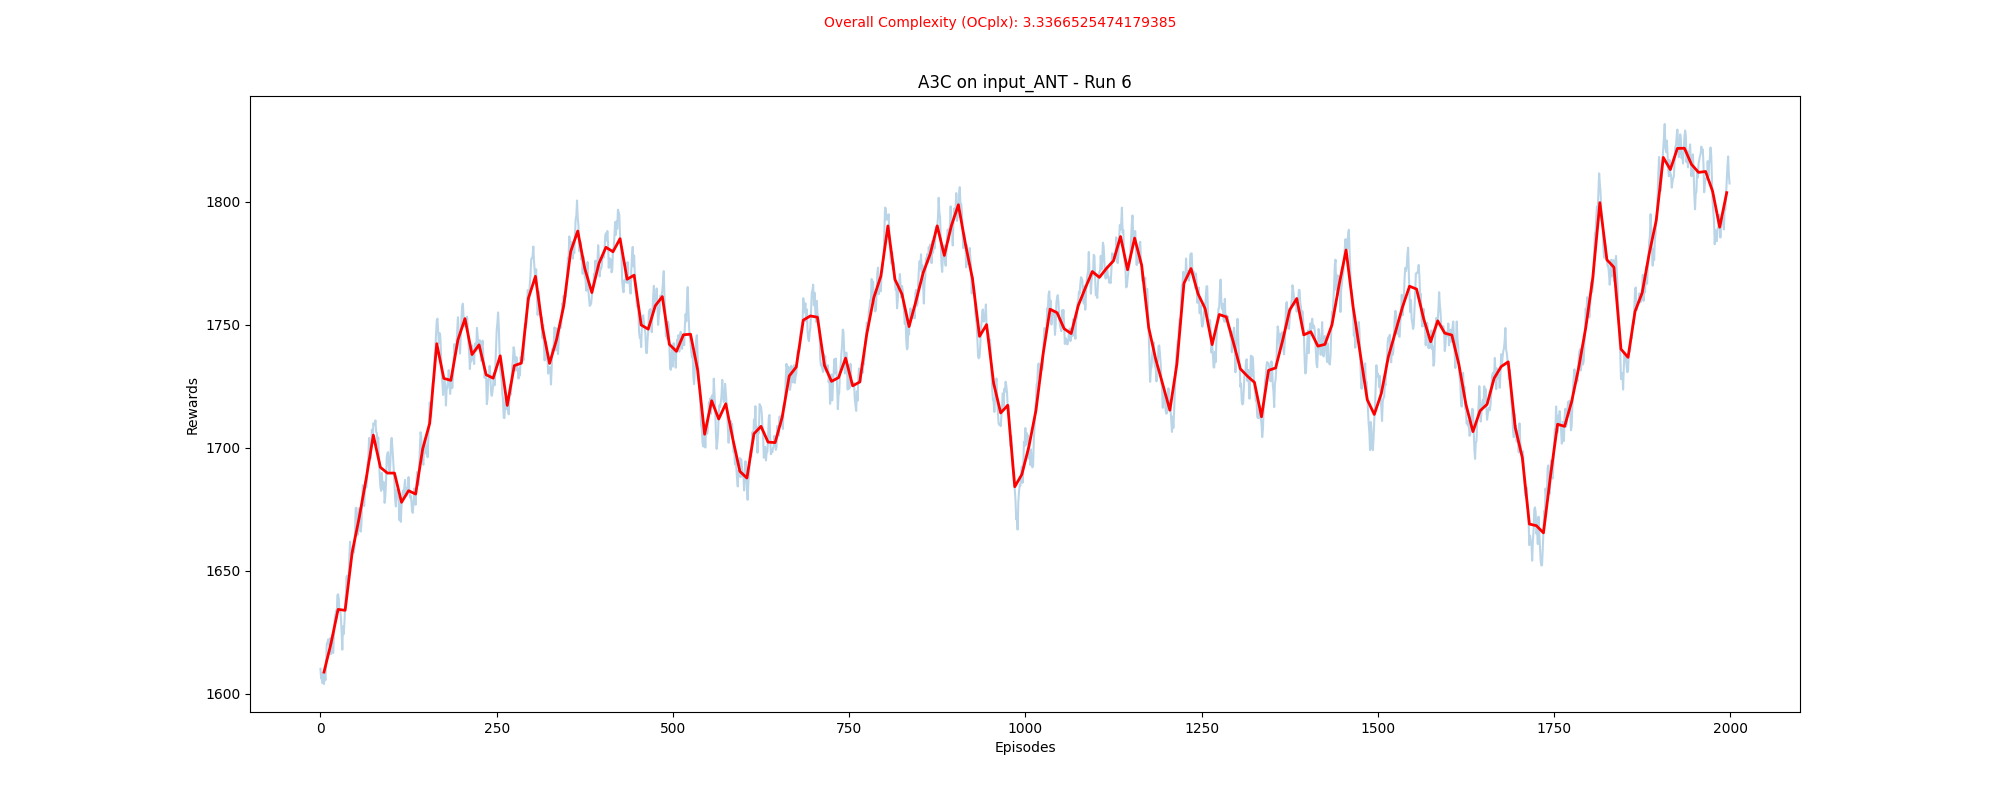 Overall Complexity (OCplx): 3.3366525474179385
A3C on input_ANT - Run 6
Rewards
1800
1750
1700
1650
1600
0 250 500 750 1000 1250 1500 1750 2000
Episodes